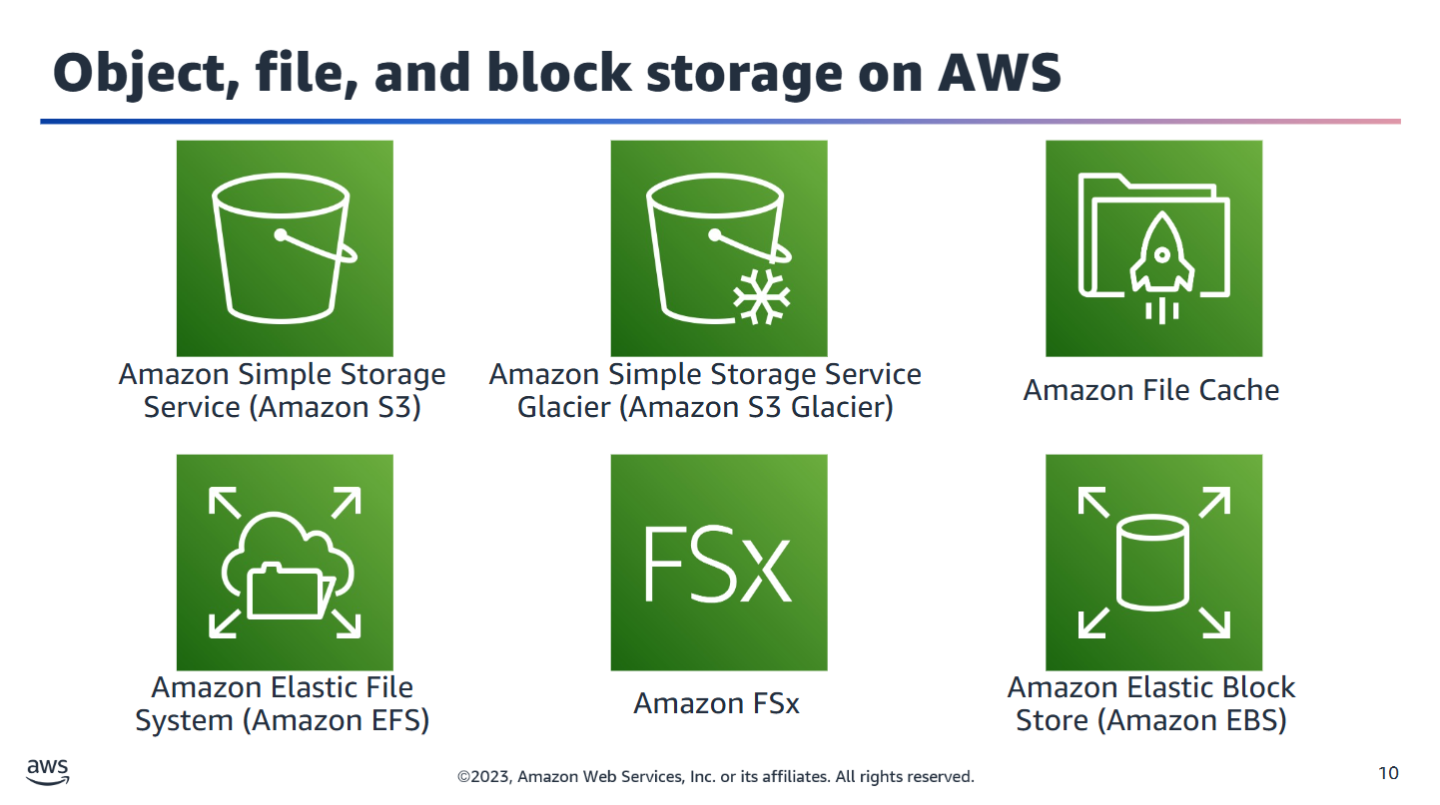 Object, file, and block storage on AWS
Amazon Simple Storage
Service (Amazon S3)
Amazon Simple Storage Service
Glacier (Amazon S3 Glacier)
Amazon File Cache
FSx
Amazon Elastic File
System (Amazon EFS)
Amazon FSx
Amazon Elastic Block
Store (Amazon EBS)
aws
©2023, Amazon Web Services, Inc. or its affiliates. All rights reserved.
10